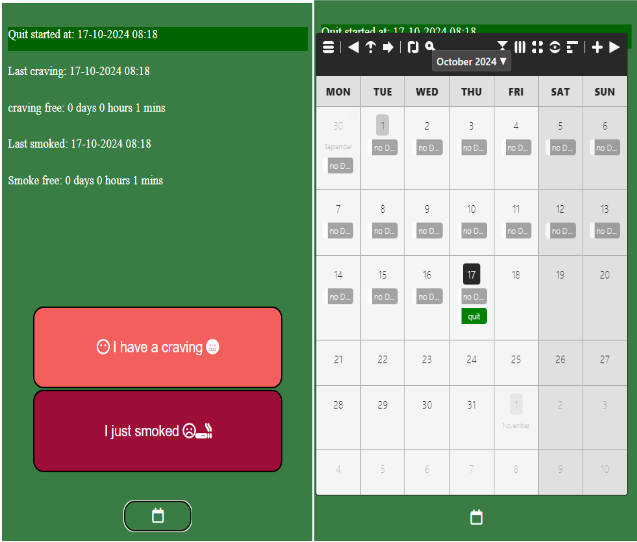 Quit started at: 17-10-2024 08:18
Last craving: 17-10-2024 08:18
craving free: 0 days 0 hours 1 mins
Last smoked: 17-10-2024 08:18
Smoke free: 0 days 0 hours 1 mins
I have a craving
I just smoked
Quit started at: 17-10-2024 08:18
October 2024 ▼
MON TUE WED THU FRI SAT SUN
30 1 2 3 4 5 6
September
no D... no D... no D... no D... no D... no D... no D...
7 8 9 10 11 12 13
no D... no D... no D... no D... no D... no D... no D...
14 15 16 17 18 19 20
no D... no D... no D... no D...
quit
21 22 23 24 25 26 27
28 29 30 31 1 2 3
November
4 5 6 7 8 9 10